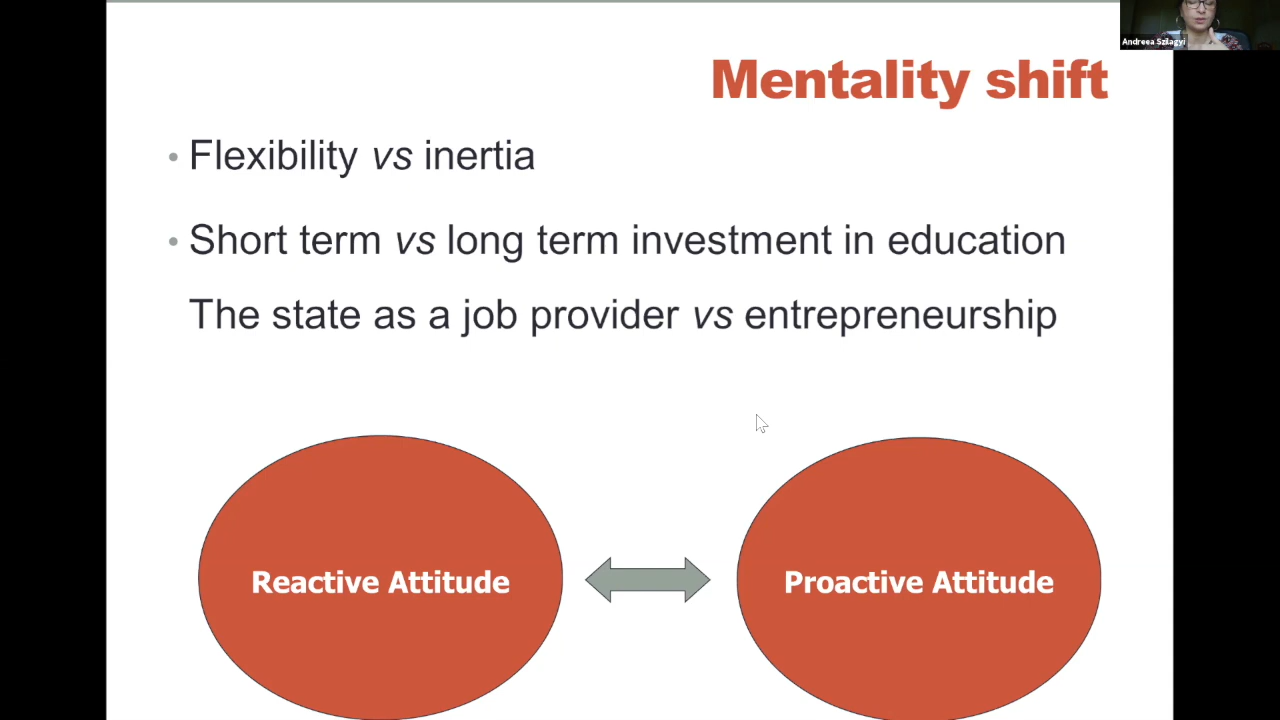 Andreea Szilagyi
Mentality shift
• Flexibility vs inertia
• Short term vs long term investment in education
The state as a job provider vs entrepreneurship
Reactive Attitude
Proactive Attitude